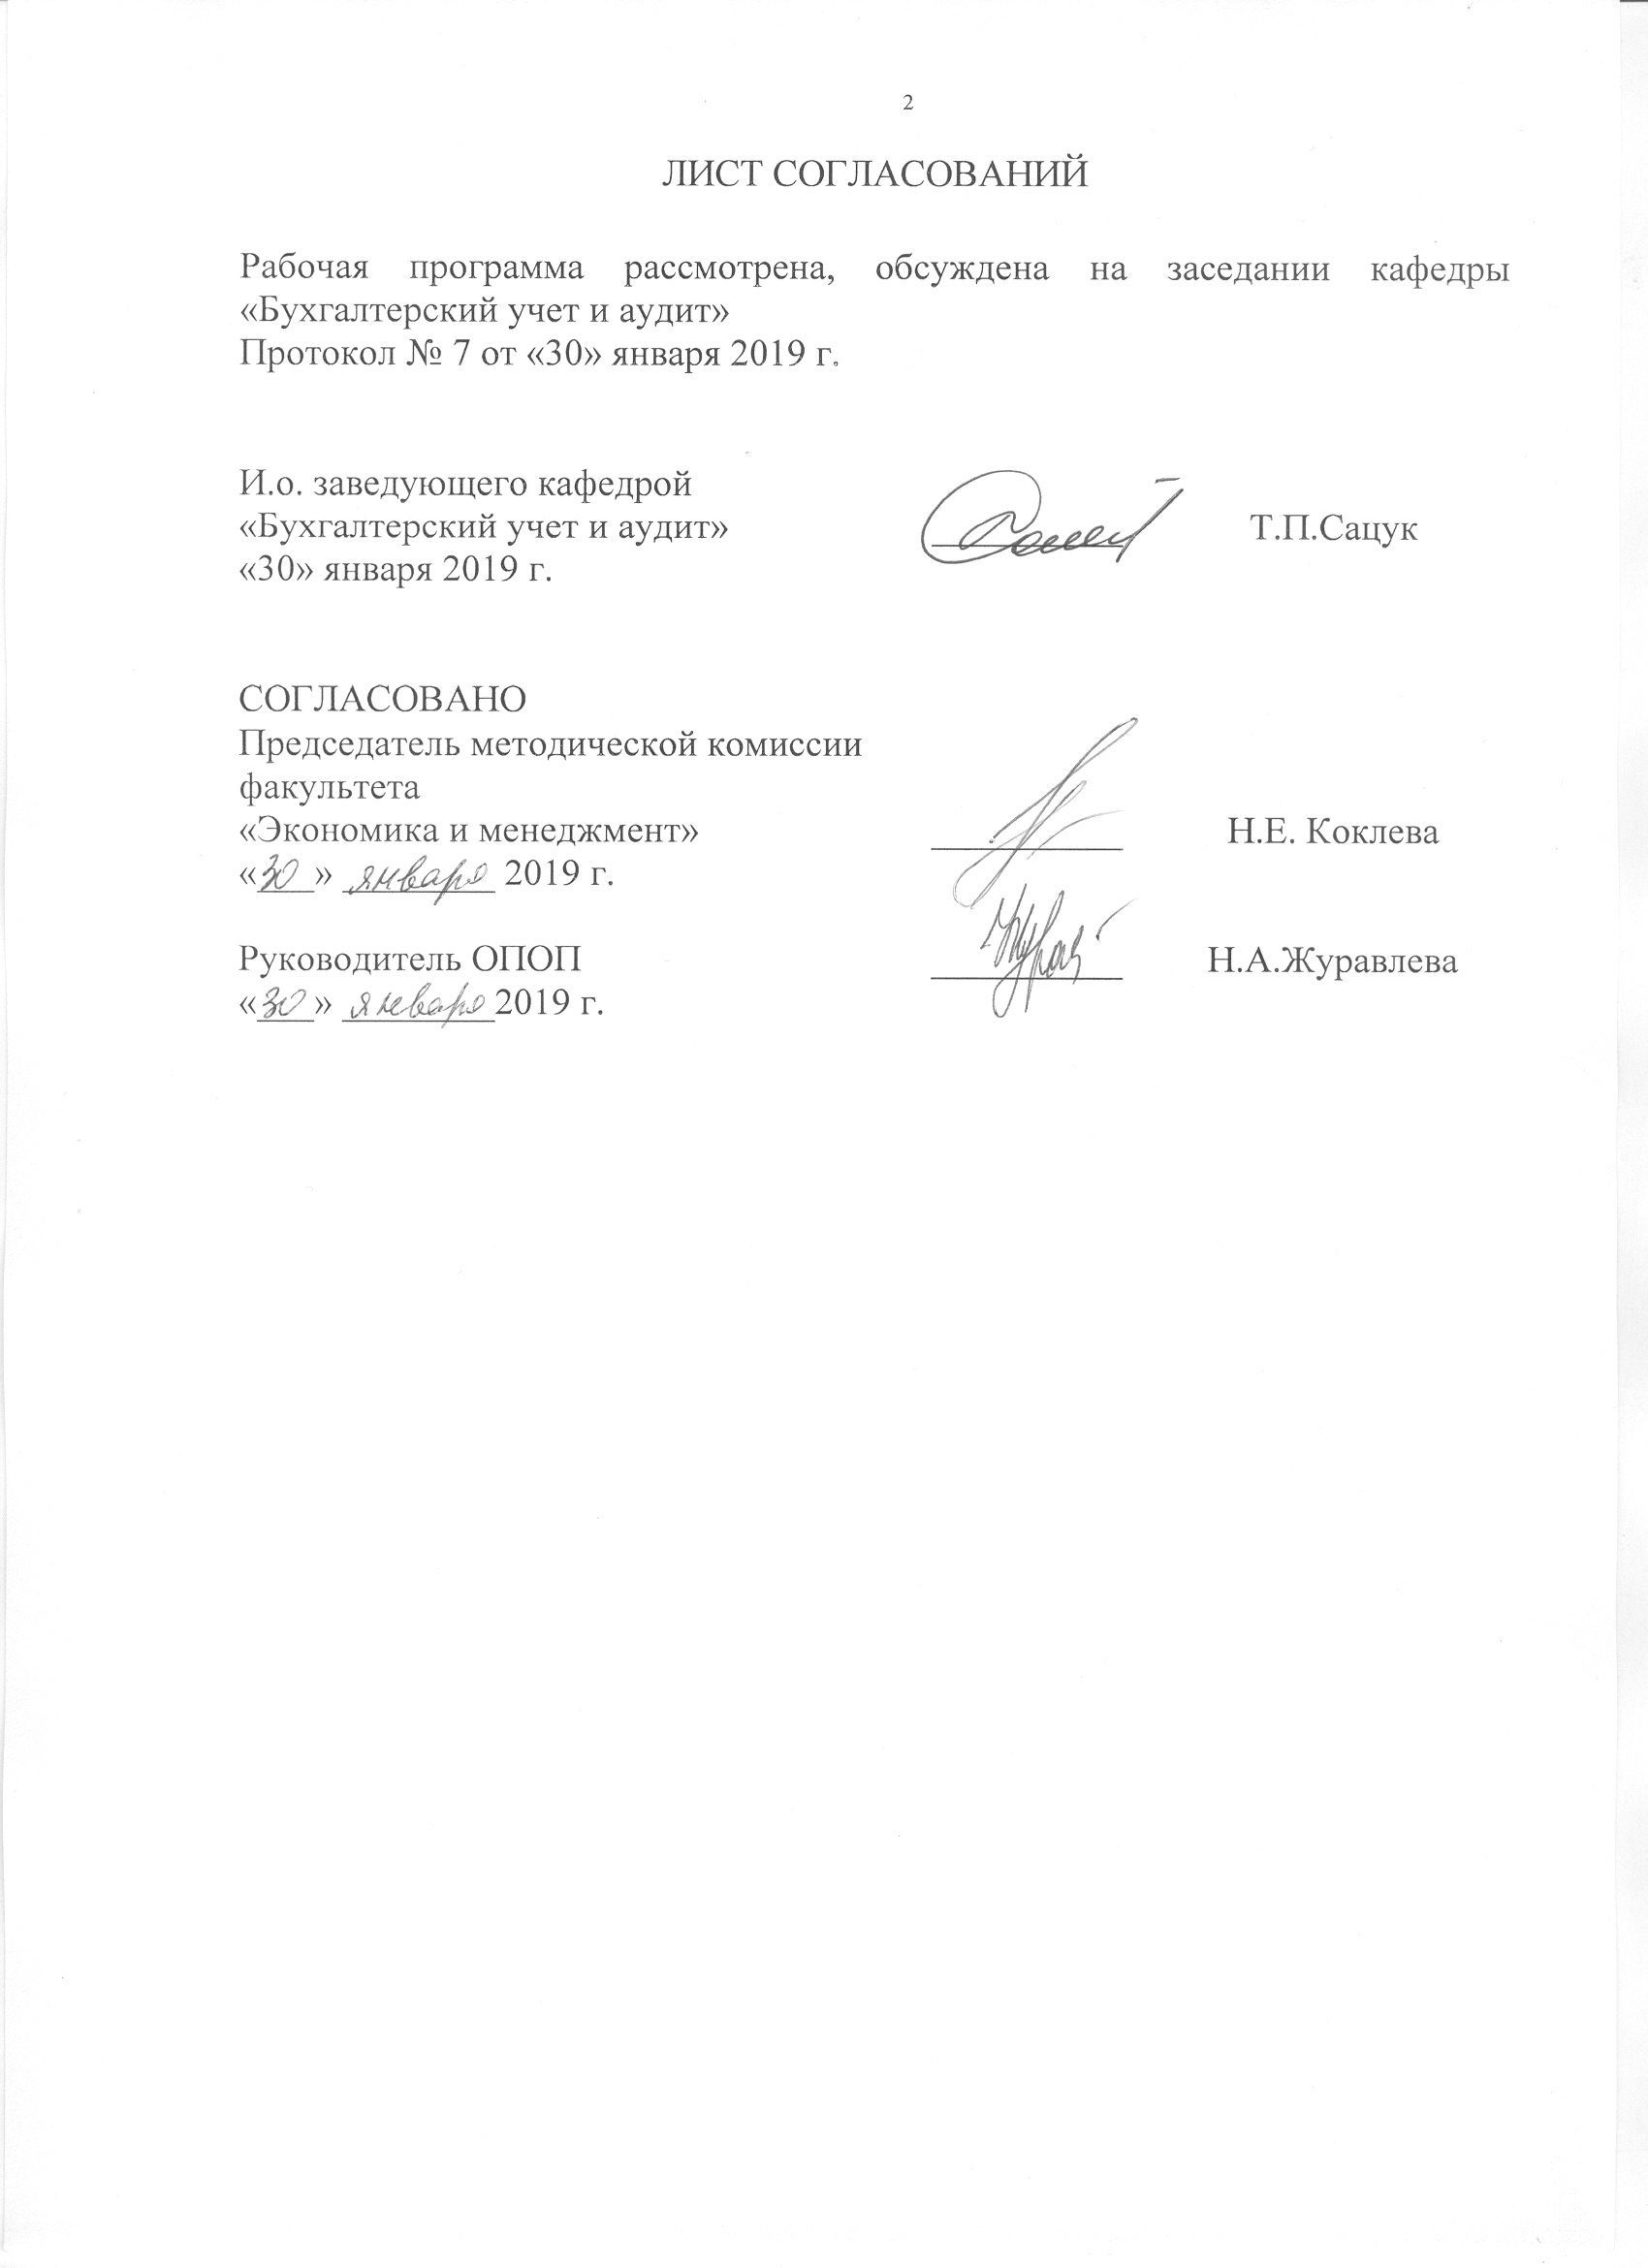 2
ЛИСТ СОГЛАСОВАНИЙ
Рабочая программа рассмотрена, обсуждена на заседании кафедры
«Бухгалтерский учет и аудит»
Протокол № 7 от «30» января 2019 г.
И.о. заведующего кафедрой
«Бухгалтерский учет и аудит» Т.П.Сацук
«30» января 2019 г.
СОГЛАСОВАНО
Председатель методической комиссии
факультета
«Экономика и менеджмент» Н.Е. Коклева
«30» января 2019 г.
Руководитель ОПОП Н.А.Журавлева
«30» января 2019 г.